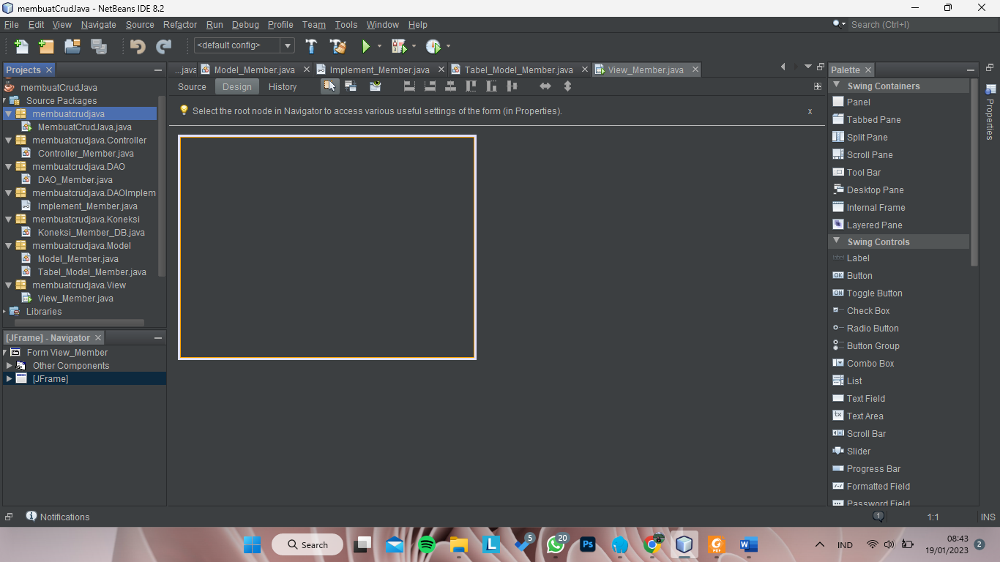 membuatCrudJava - NetBeans IDE 8.2
File Edit View Navigate Source Refactor Run Debug Profile Team Tools Window Help
Search (Ctrl+I)
<default config>
Projects
membuatCrudJava
Source Packages
membuatcrudjava
MembuatCrudJava.java
membuatcrudjava.Controller
Controller_Member.java
membuatcrudjava.DAO
DAO_Member.java
membuatcrudjava.DAOImplem
Implement_Member.java
membuatcrudjava.Koneksi
Koneksi_Member_DB.java
membuatcrudjava.Model
Model_Member.java
Tabel_Model_Member.java
membuatcrudjava.View
View_Member.java
Libraries
[JFrame] - Navigator
Form View_Member
Other Components
[JFrame]
...java Model_Member.java Implement_Member.java Tabel_Model_Member.java View_Member.java
Source Design History
Select the root node in Navigator to access various useful settings of the form (in Properties). x
Palette
Swing Containers
Panel
Tabbed Pane
Split Pane
Scroll Pane
Tool Bar
Desktop Pane
Internal Frame
Layered Pane
Swing Controls
label Label
OK Button
ON Toggle Button
Check Box
Radio Button
Button Group
Combo Box
List
Text Field
tx Text Area
Scroll Bar
Slider
Progress Bar
Formatted Field
Password Field
Properties
Notifications
1
1:1
INS
Search
5
20
Ps
L
PDF
W
IND
08:43
19/01/2023
2